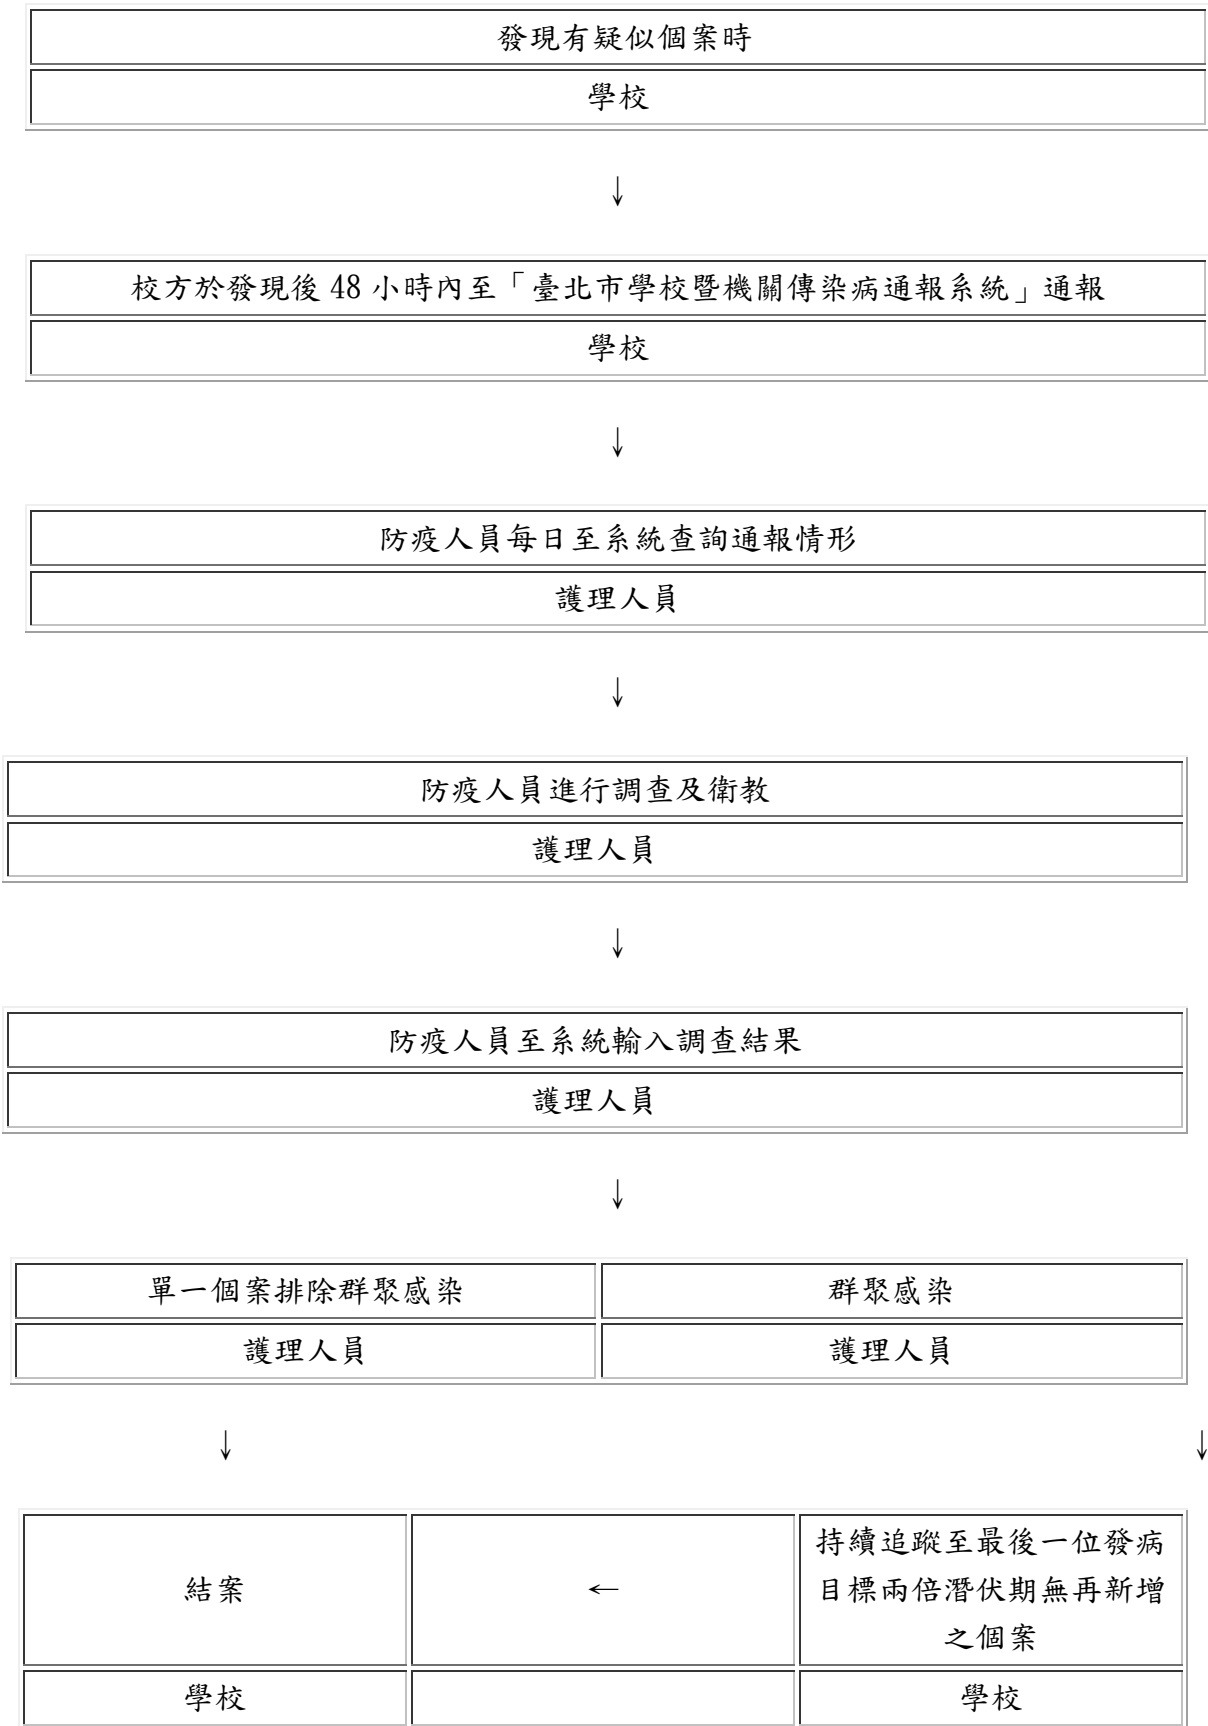 發現有疑似個案時
學校
↓
校方於發現後 48 小時內至「臺北市學校暨機關傳染病通報系統」通報
學校
↓
防疫人員每日至系統查詢通報情形
護理人員
↓
防疫人員進行調查及衛教
護理人員
↓
防疫人員至系統輸入調查結果
護理人員
↓
單一個案排除群聚感染 群聚感染
護理人員 護理人員
↓ ↓
結案 ← 持續追蹤至最後一位發病
目標兩倍潛伏期無再新增
之個案
學校 學校